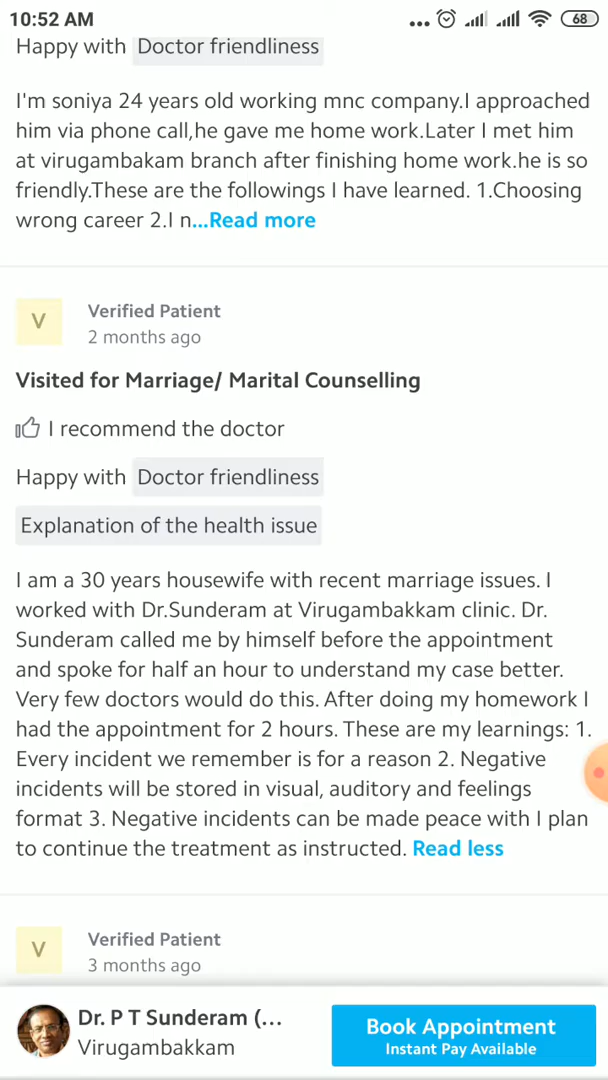 10:52 AM
68
Happy with Doctor friendliness
I'm soniya 24 years old working mnc company.I approached
him via phone call,he gave me home work.Later I met him
at virugambakam branch after finishing home work.he is so
friendly.These are the followings I have learned. 1.Choosing
wrong career 2.I n...Read more
V
Verified Patient
2 months ago
Visited for Marriage/ Marital Counselling
I recommend the doctor
Happy with Doctor friendliness
Explanation of the health issue
I am a 30 years housewife with recent marriage issues. I
worked with Dr.Sunderam at Virugambakkam clinic. Dr.
Sunderam called me by himself before the appointment
and spoke for half an hour to understand my case better.
Very few doctors would do this. After doing my homework I
had the appointment for 2 hours. These are my learnings: 1.
Every incident we remember is for a reason 2. Negative
incidents will be stored in visual, auditory and feelings
format 3. Negative incidents can be made peace with I plan
to continue the treatment as instructed. Read less
V
Verified Patient
3 months ago
Dr. P T Sunderam (...
Virugambakkam
Book Appointment
Instant Pay Available